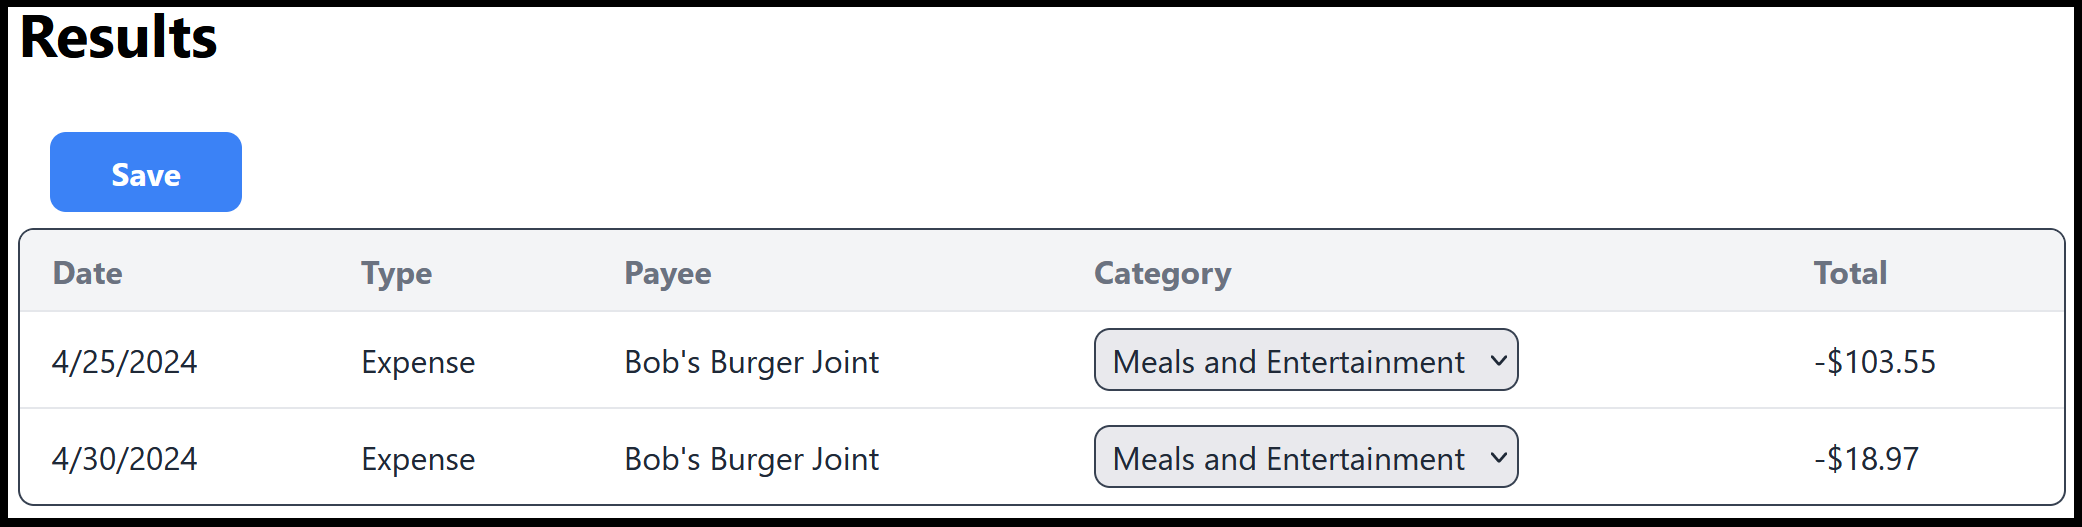 Results
Save
Date Type Payee Category Total
4/25/2024 Expense Bob's Burger Joint Meals and Entertainment -$103.55
4/30/2024 Expense Bob's Burger Joint Meals and Entertainment -$18.97